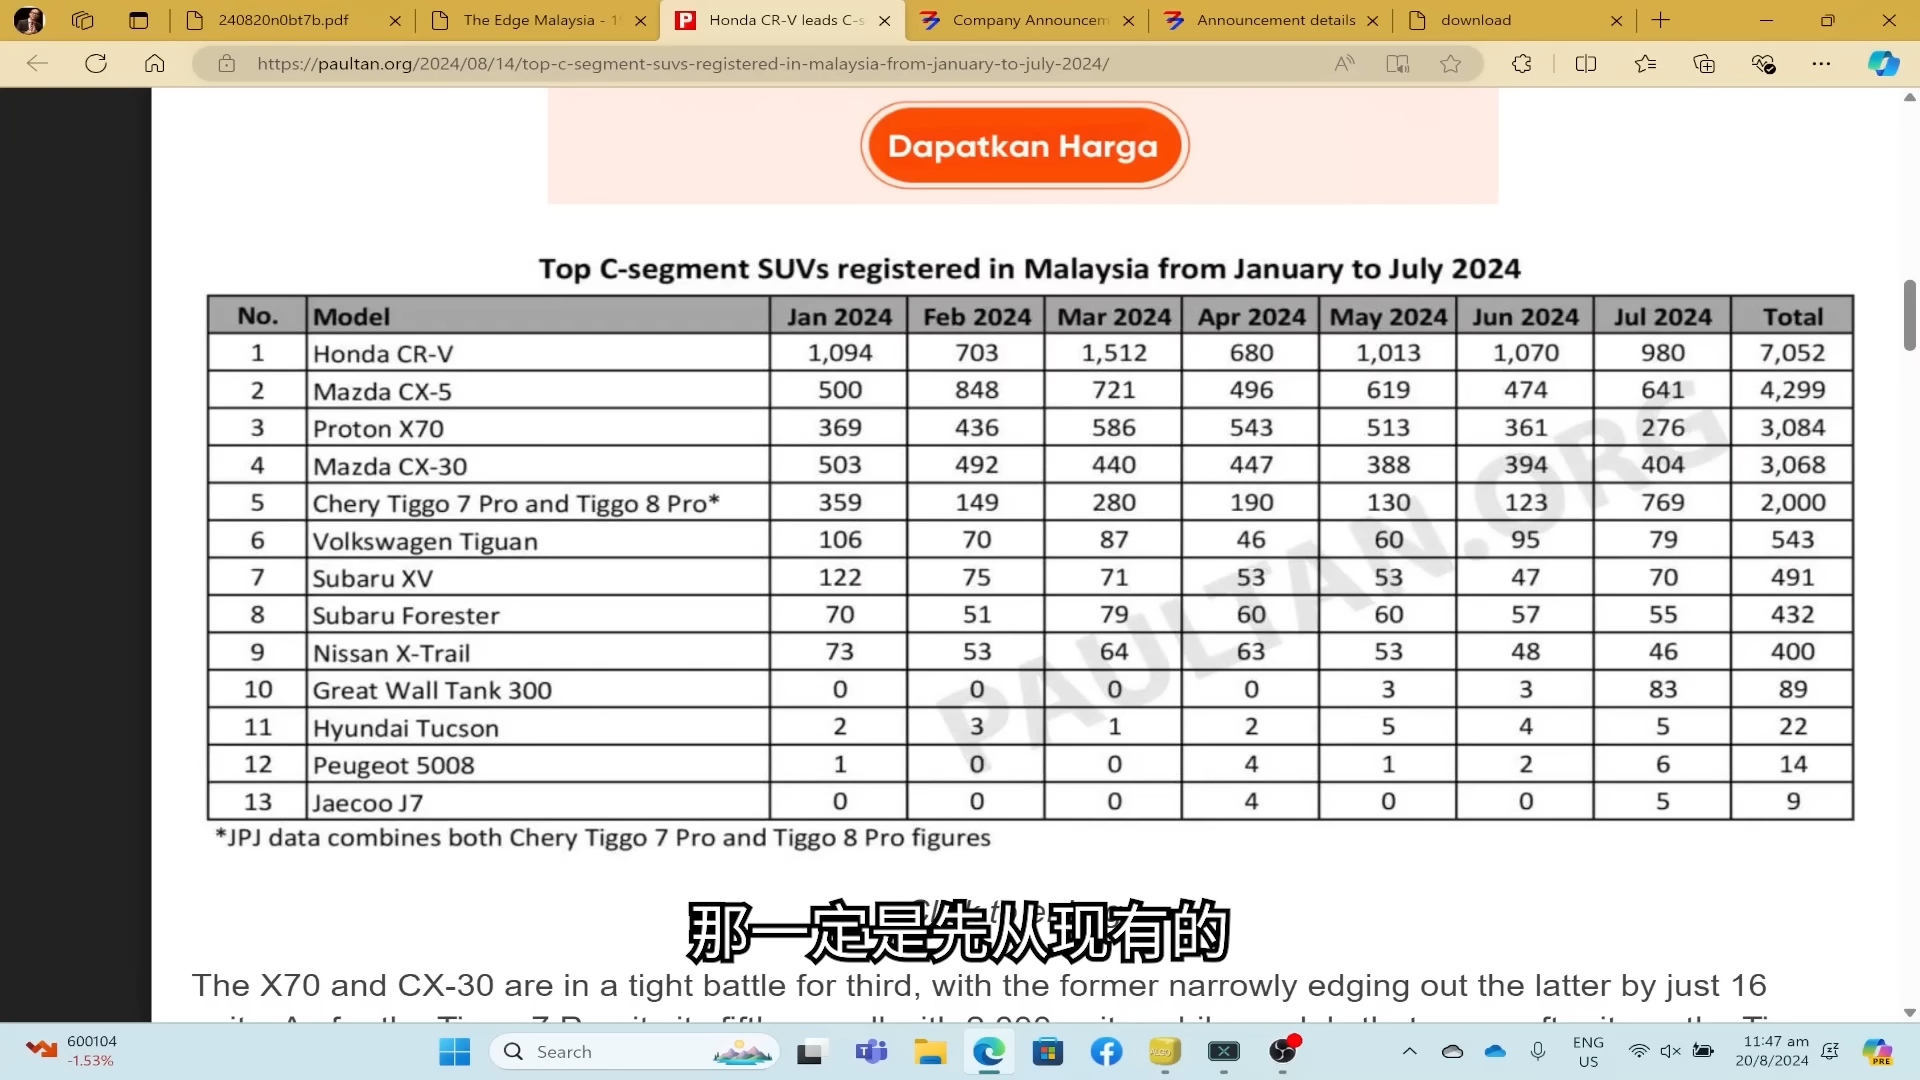 240820n0bt7b.pdf
The Edge Malaysia - 1
Honda CR-V leads C-s
Company Announcem
Announcement details
download
https://paultan.org/2024/08/14/top-c-segment-suvs-registered-in-malaysia-from-january-to-july-2024/
Dapatkan Harga
Top C-segment SUVs registered in Malaysia from January to July 2024
No. Model Jan 2024 Feb 2024 Mar 2024 Apr 2024 May 2024 Jun 2024 Jul 2024 Total
1 Honda CR-V 1,094 703 1,512 680 1,013 1,070 980 7,052
2 Mazda CX-5 500 848 721 496 619 474 641 4,299
3 Proton X70 369 436 586 543 513 361 276 3,084
4 Mazda CX-30 503 492 440 447 388 394 404 3,068
5 Chery Tiggo 7 Pro and Tiggo 8 Pro* 359 149 280 190 130 123 769 2,000
6 Volkswagen Tiguan 106 70 87 46 60 95 79 543
7 Subaru XV 122 75 71 53 53 47 70 491
8 Subaru Forester 70 51 79 60 60 57 55 432
9 Nissan X-Trail 73 53 64 63 53 48 46 400
10 Great Wall Tank 300 0 0 0 0 3 3 83 89
11 Hyundai Tucson 2 3 1 2 5 4 5 22
12 Peugeot 5008 1 0 0 4 1 2 6 14
13 Jaecoo J7 0 0 0 4 0 0 5 9
PAULTAN.ORG
*JPJ data combines both Chery Tiggo 7 Pro and Tiggo 8 Pro figures
那一定是先从现有的
The X70 and CX-30 are in a tight battle for third, with the former narrowly edging out the latter by just 16
600104
-1.53%
Search
ALGO
ENG
US
11:47 am
20/8/2024
PRE